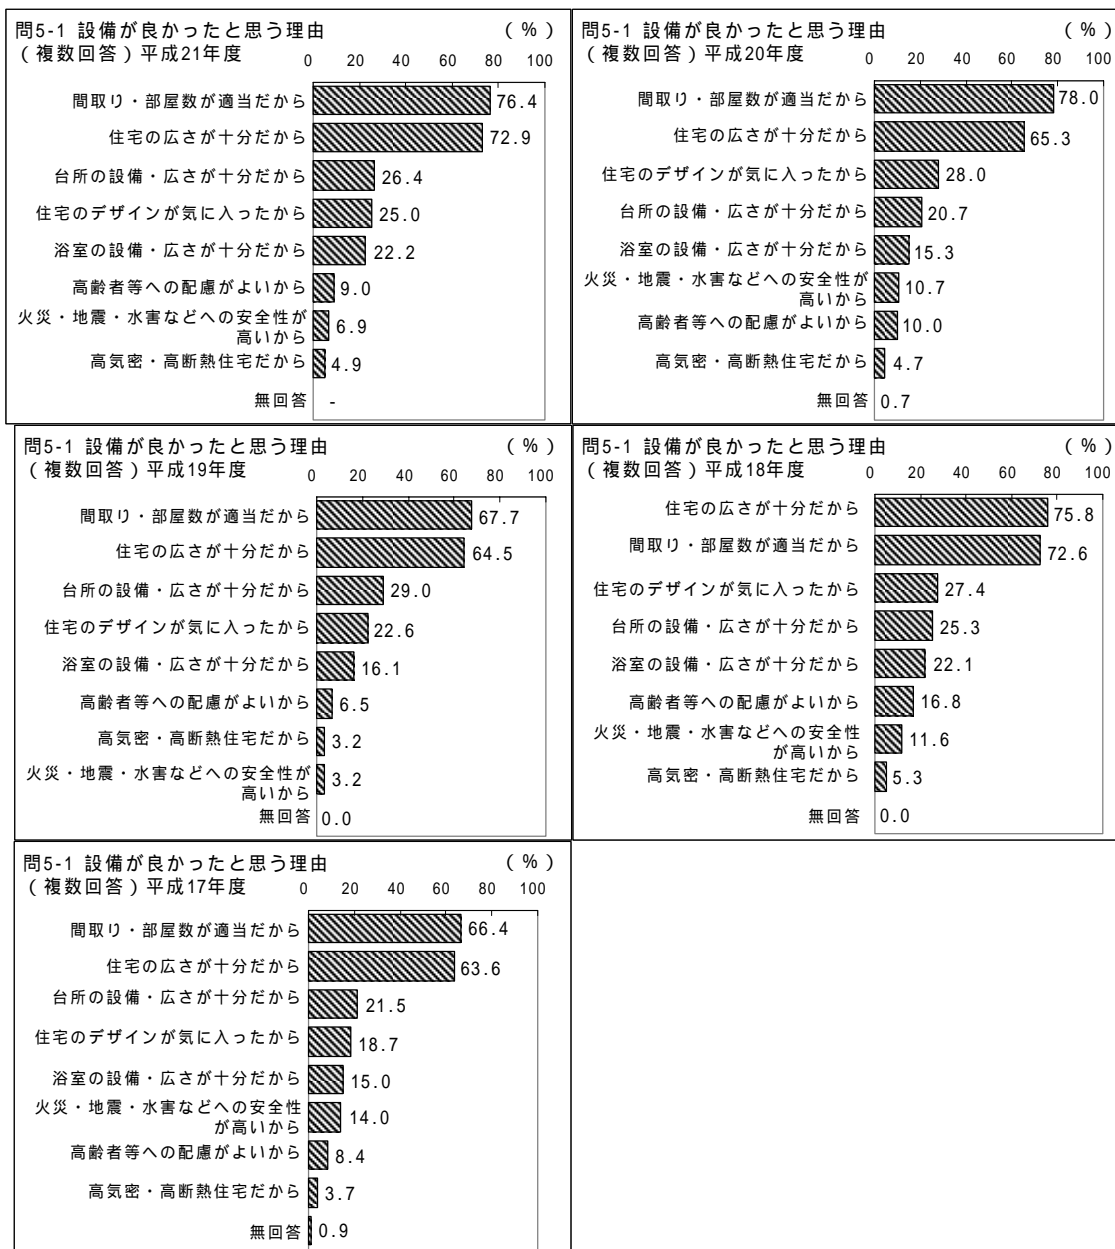 問5-1 設備が良かったと思う理由 (%)
(複数回答)平成21年度
0 20 40 60 80 100
間取り・部屋数が適当だから 76.4
住宅の広さが十分だから 72.9
台所の設備・広さが十分だから 26.4
住宅のデザインが気に入ったから 25.0
浴室の設備・広さが十分だから 22.2
高齢者等への配慮がよいから 9.0
火災・地震・水害などへの安全性が
高いから 6.9
高気密・高断熱住宅だから 4.9
無回答 -
問5-1 設備が良かったと思う理由 (%)
(複数回答)平成20年度
0 20 40 60 80 100
間取り・部屋数が適当だから 78.0
住宅の広さが十分だから 65.3
住宅のデザインが気に入ったから 28.0
台所の設備・広さが十分だから 20.7
浴室の設備・広さが十分だから 15.3
火災・地震・水害などへの安全性が
高いから 10.7
高齢者等への配慮がよいから 10.0
高気密・高断熱住宅だから 4.7
無回答 0.7
問5-1 設備が良かったと思う理由 (%)
(複数回答)平成19年度
0 20 40 60 80 100
間取り・部屋数が適当だから 67.7
住宅の広さが十分だから 64.5
台所の設備・広さが十分だから 29.0
住宅のデザインが気に入ったから 22.6
浴室の設備・広さが十分だから 16.1
高齢者等への配慮がよいから 6.5
高気密・高断熱住宅だから 3.2
火災・地震・水害などへの安全性が
高いから 3.2
無回答 0.0
問5-1 設備が良かったと思う理由 (%)
(複数回答)平成18年度
0 20 40 60 80 100
住宅の広さが十分だから 75.8
間取り・部屋数が適当だから 72.6
住宅のデザインが気に入ったから 27.4
台所の設備・広さが十分だから 25.3
浴室の設備・広さが十分だから 22.1
高齢者等への配慮がよいから 16.8
火災・地震・水害などへの安全性
が高いから 11.6
高気密・高断熱住宅だから 5.3
無回答 0.0
問5-1 設備が良かったと思う理由 (%)
(複数回答)平成17年度
0 20 40 60 80 100
間取り・部屋数が適当だから 66.4
住宅の広さが十分だから 63.6
台所の設備・広さが十分だから 21.5
住宅のデザインが気に入ったから 18.7
浴室の設備・広さが十分だから 15.0
火災・地震・水害などへの安全性
が高いから 14.0
高齢者等への配慮がよいから 8.4
高気密・高断熱住宅だから 3.7
無回答 0.9